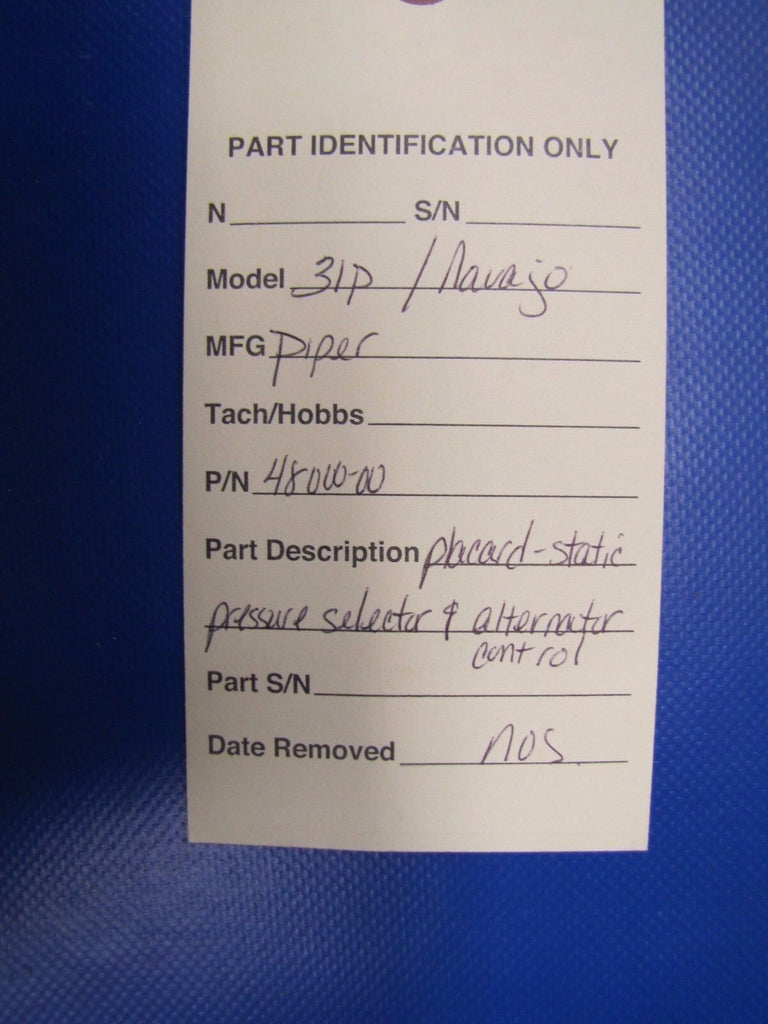 PART IDENTIFICATION ONLY
N S/N
Model 31P / Navajo
MFG Piper
Tach/Hobbs
P/N 48010-00
Part Description placard-static
pressure selector & alternator
control
Part S/N
Date Removed NOS